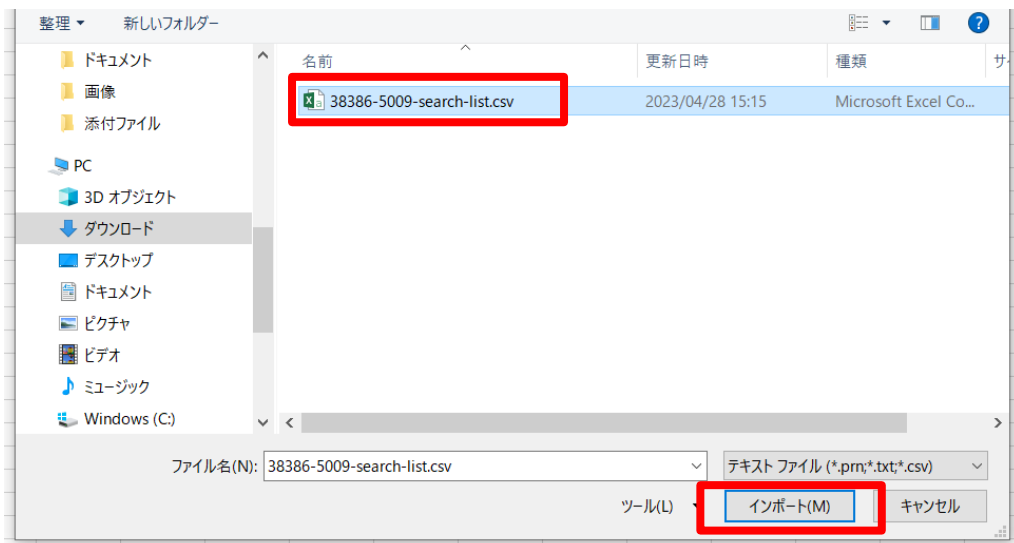 整理 新しいフォルダー
名前 更新日時 種類 サ
38386-5009-search-list.csv 2023/04/28 15:15 Microsoft Excel Co...
ドキュメント
画像
添付ファイル
PC
3D オブジェクト
ダウンロード
デスクトップ
ドキュメント
ピクチャ
ビデオ
ミュージック
Windows (C:)
ファイル名(N): 38386-5009-search-list.csv テキスト ファイル (*.prn;*.txt;*.csv)
ツール(L) インポート(M) キャンセル